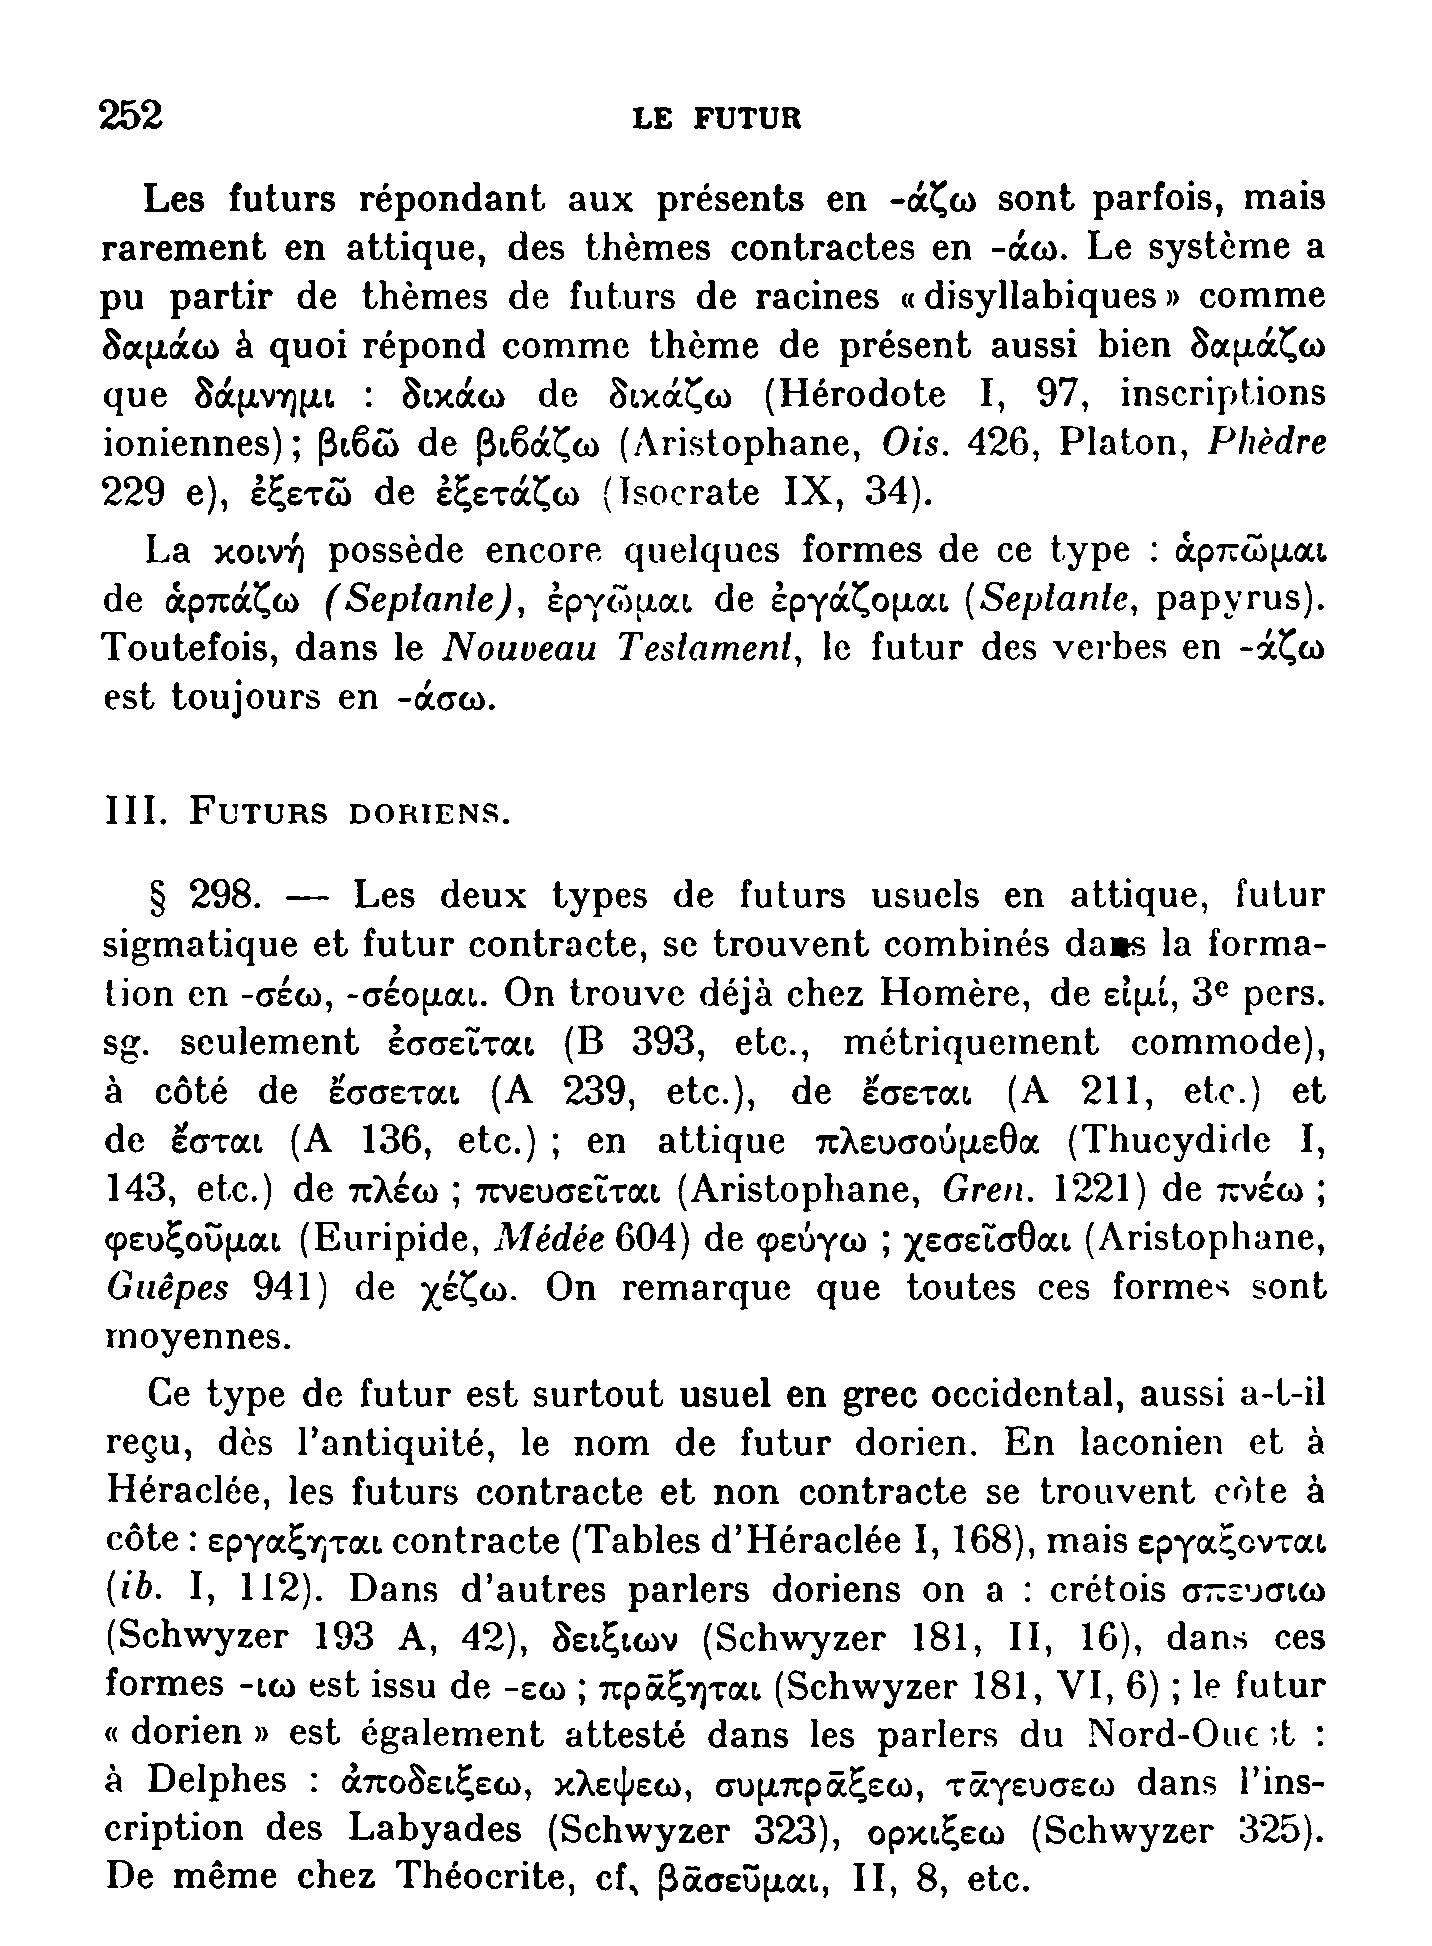 252 LE FUTUR
Les futurs répondant aux présents en -άζω sont parfois, mais
rarement en attique, des thèmes contractes en -άω. Le système a
pu partir de thèmes de futurs de racines « disyllabiques » comme
δαμάω à quoi répond comme thème de présent aussi bien δαμάζω
que δάμνημι : δικάω de δικάζω (Hérodote I, 97, inscriptions
ioniennes) ; βιϐῶ de βιϐάζω (Aristophane, Ois. 426, Platon, Phèdre
229 e), ἐξετῶ de ἐξετάζω (Isocrate IX, 34).
La κοινή possède encore quelques formes de ce type : ἁρπῶμαι
de ἁρπάζω (Septante), ἐργῶμαι de ἐργάζομαι (Septante, papyrus).
Toutefois, dans le Nouveau Testament, le futur des verbes en -άζω
est toujours en -άσω.
III. FUTURS DORIENS.
§ 298. — Les deux types de futurs usuels en attique, futur
sigmatique et futur contracte, se trouvent combinés dans la forma-
tion en -σέω, -σέομαι. On trouve déjà chez Homère, de εἰμί, 3e pers.
sg. seulement ἐσσεῖται (B 393, etc., métriquement commode),
à côté de ἔσσεται (A 239, etc.), de ἔσεται (A 211, etc.) et
de ἔσται (A 136, etc.) ; en attique πλευσούμεθα (Thucydide I,
143, etc.) de πλέω ; πνευσεῖται (Aristophane, Gren. 1221) de πνέω ;
φευξοῦμαι (Euripide, Médée 604) de φεύγω ; χεσεῖσθαι (Aristophane,
Guêpes 941) de χέζω. On remarque que toutes ces formes sont
moyennes.
Ce type de futur est surtout usuel en grec occidental, aussi a-t-il
reçu, dès l'antiquité, le nom de futur dorien. En laconien et à
Héraclée, les futurs contracte et non contracte se trouvent côte à
côte : εργαξηται contracte (Tables d'Héraclée I, 168), mais εργαξονται
(ib. I, 112). Dans d'autres parlers doriens on a : crétois σπευσιω
(Schwyzer 193 A, 42), δειξιων (Schwyzer 181, II, 16), dans ces
formes -ιω est issu de -εω ; πρᾱξηται (Schwyzer 181, VI, 6) ; le futur
« dorien » est également attesté dans les parlers du Nord-Ouest :
à Delphes : ἀποδειξεω, κλεψεω, συμπρᾱξεω, τᾱγευσεω dans l'ins-
cription des Labyades (Schwyzer 323), ορκιξεω (Schwyzer 325).
De même chez Théocrite, cf. βᾱσεῦμαι, II, 8, etc.